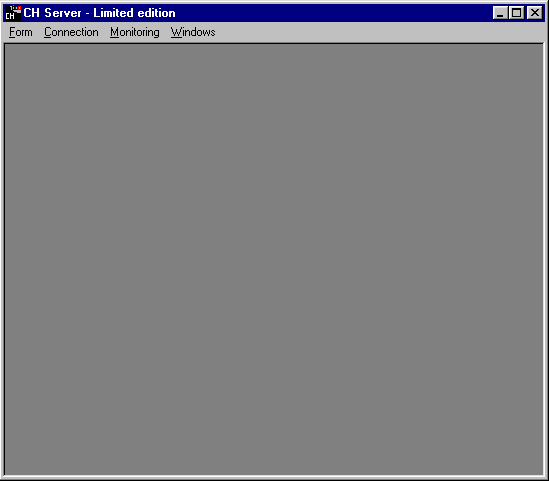 CH Server - Limited edition
Form Connection Monitoring Windows